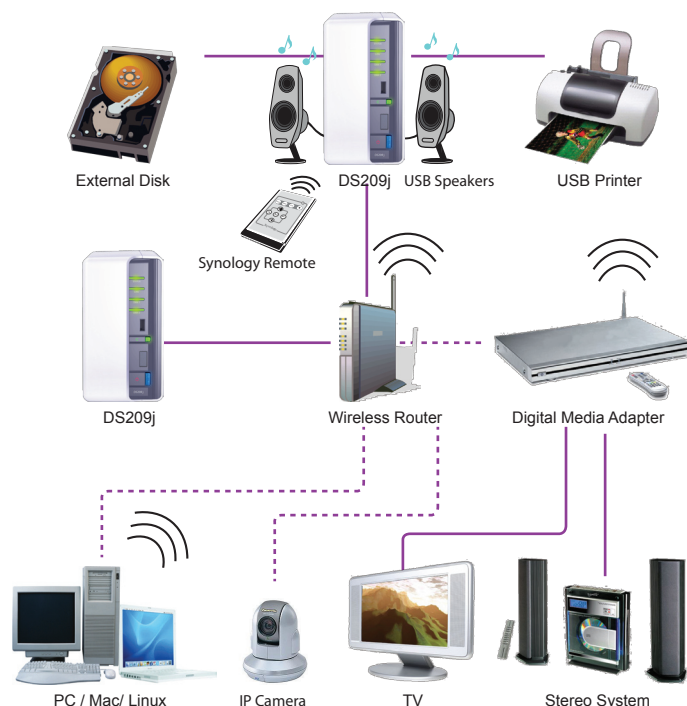 External Disk
DS209j
USB Speakers
USB Printer
Synology Remote
DS209j
Wireless Router
Digital Media Adapter
PC / Mac/ Linux
IP Camera
TV
Stereo System